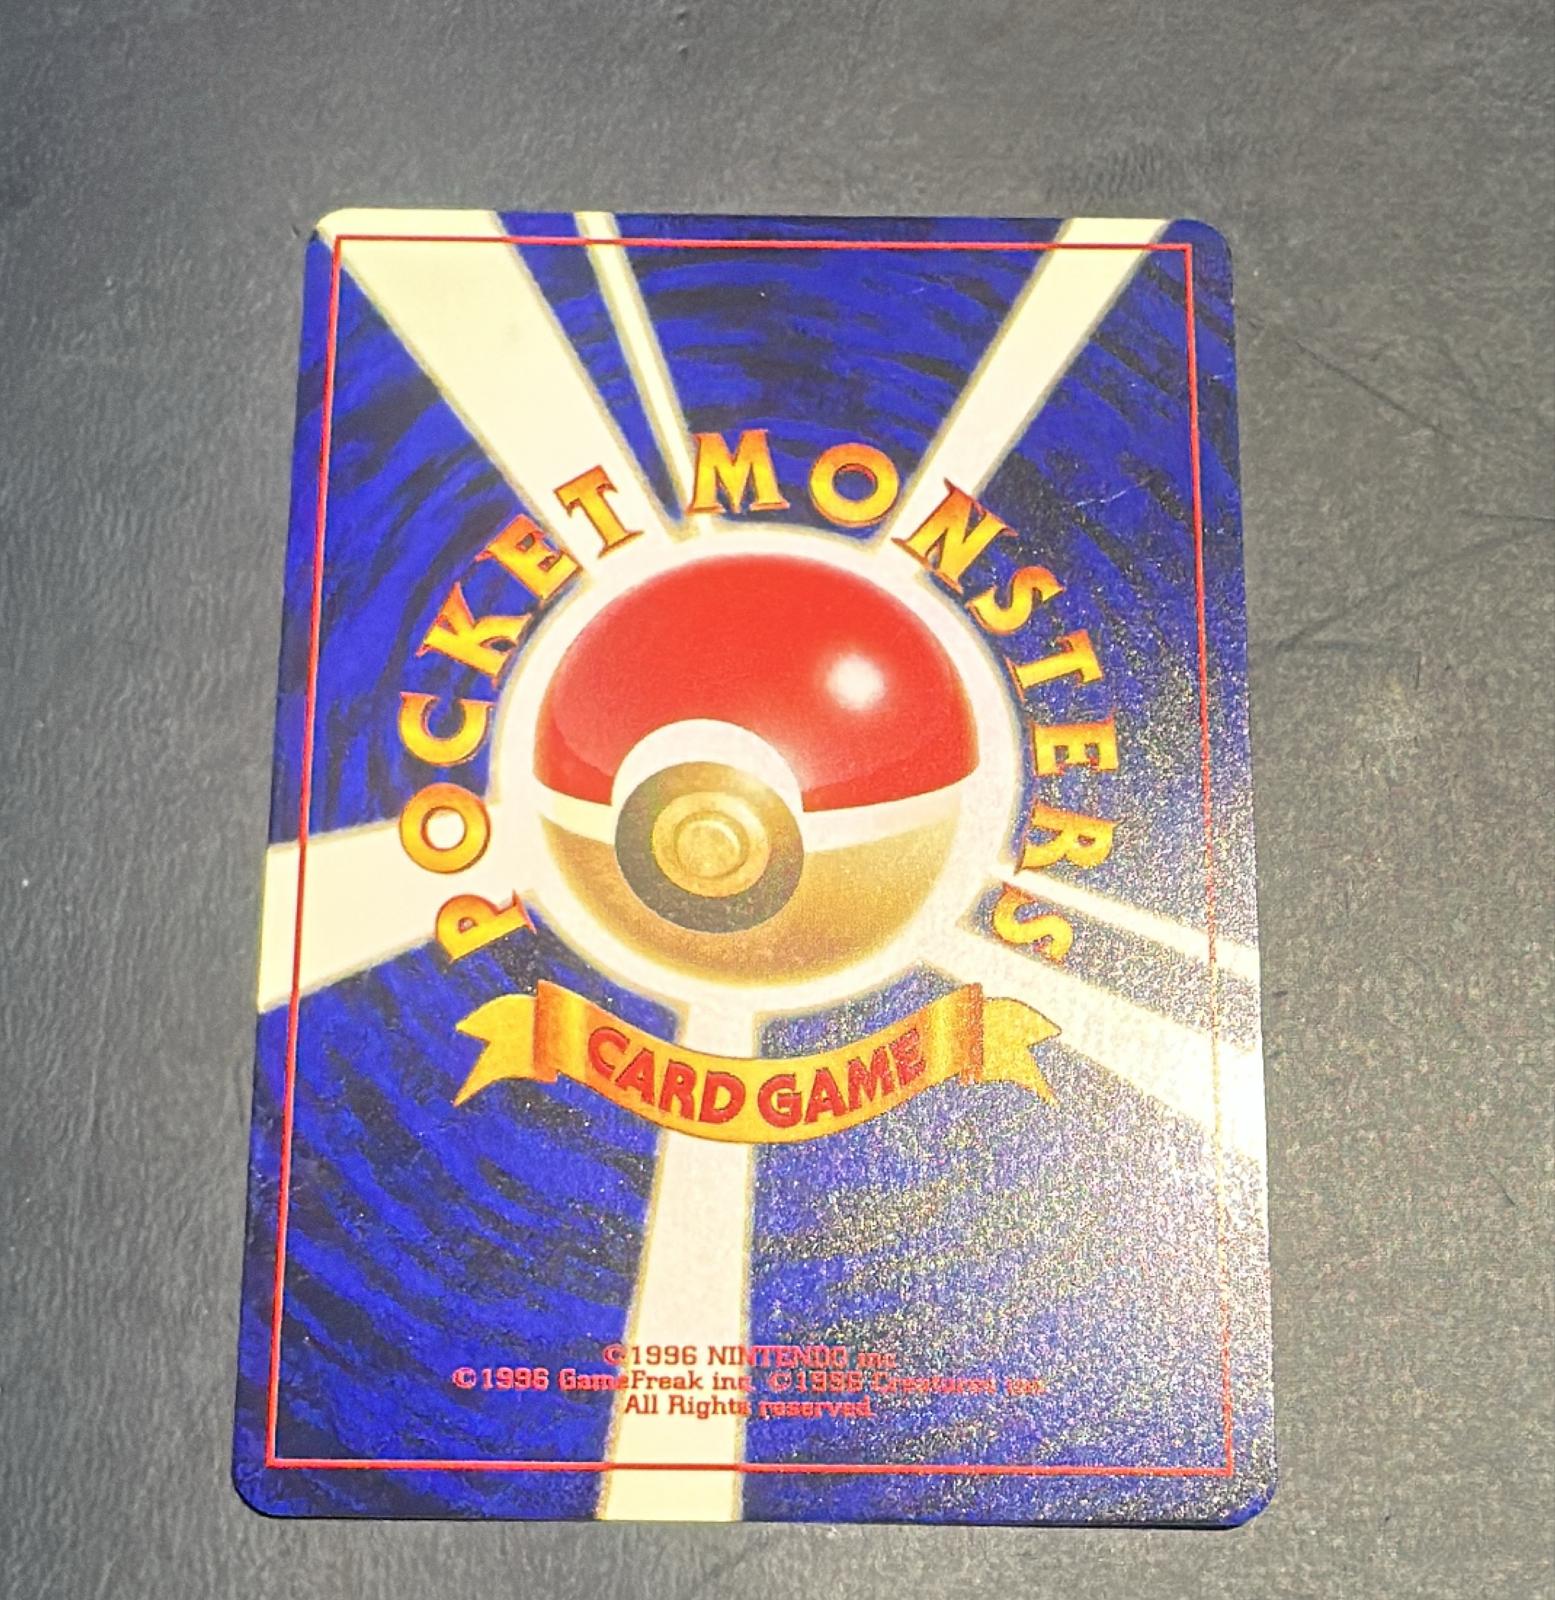 POCKET MONSTERS
CARD GAME
©1996 NINTENDO inc.
©1996 GameFreak inc. ©1996 Creatures inc.
All Rights reserved.